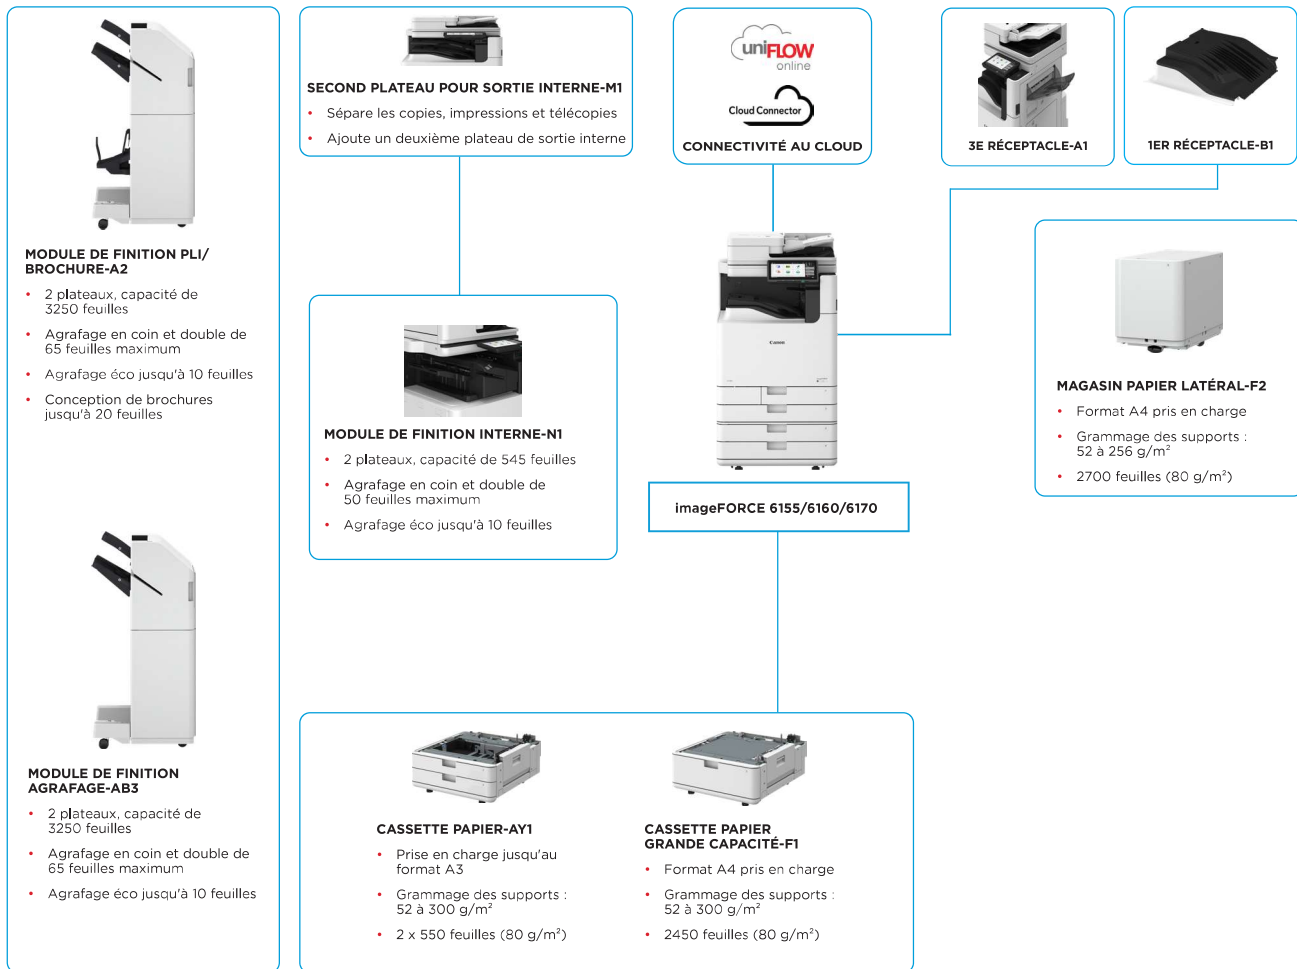 MODULE DE FINITION PLI/
BROCHURE-A2
• 2 plateaux, capacité de
3250 feuilles
• Agrafage en coin et double de
65 feuilles maximum
• Agrafage éco jusqu'à 10 feuilles
• Conception de brochures
jusqu'à 20 feuilles
MODULE DE FINITION
AGRAFAGE-AB3
• 2 plateaux, capacité de
3250 feuilles
• Agrafage en coin et double de
65 feuilles maximum
• Agrafage éco jusqu'à 10 feuilles
SECOND PLATEAU POUR SORTIE INTERNE-M1
• Sépare les copies, impressions et télécopies
• Ajoute un deuxième plateau de sortie interne
MODULE DE FINITION INTERNE-N1
• 2 plateaux, capacité de 545 feuilles
• Agrafage en coin et double de
50 feuilles maximum
• Agrafage éco jusqu'à 10 feuilles
uniFLOW
online
Cloud Connector
CONNECTIVITÉ AU CLOUD
Canon
imageFORCE 6155/6160/6170
3E RÉCEPTACLE-A1
1ER RÉCEPTACLE-B1
MAGASIN PAPIER LATÉRAL-F2
• Format A4 pris en charge
• Grammage des supports :
52 à 256 g/m²
• 2700 feuilles (80 g/m²)
CASSETTE PAPIER-AY1
• Prise en charge jusqu'au
format A3
• Grammage des supports :
52 à 300 g/m²
• 2 x 550 feuilles (80 g/m²)
CASSETTE PAPIER
GRANDE CAPACITÉ-F1
• Format A4 pris en charge
• Grammage des supports :
52 à 300 g/m²
• 2450 feuilles (80 g/m²)